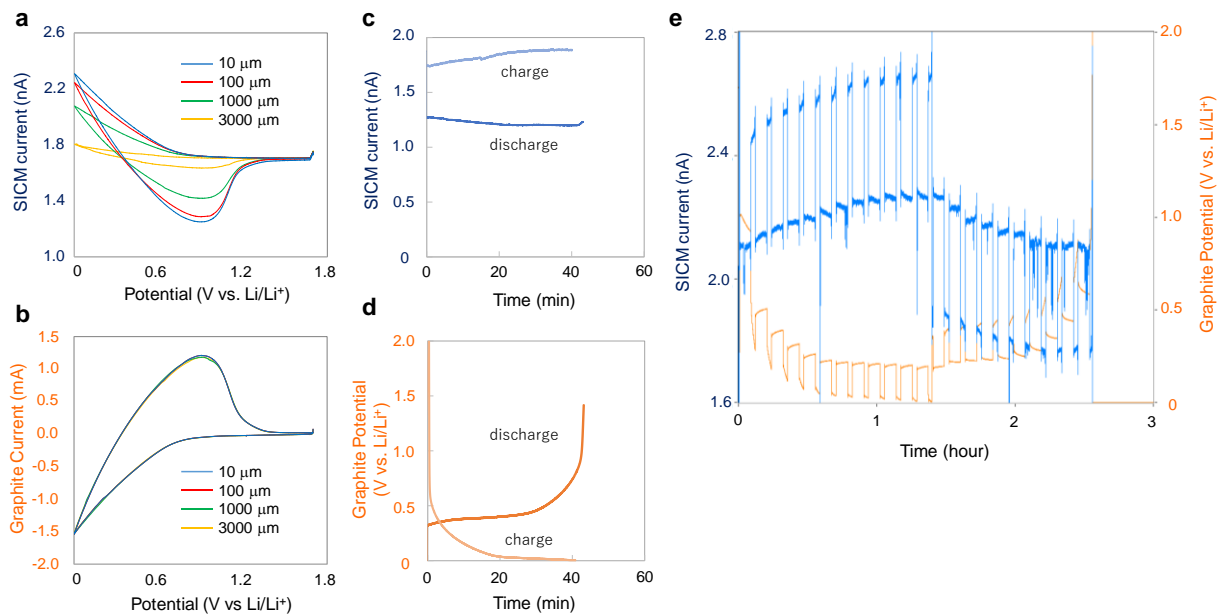 a
2.6
2.2
1.8
1.4
1.0
SICM current (nA)
10 μm
100 μm
1000 μm
3000 μm
0
0.6
1.2
1.8
Potential (V vs. Li/Li⁺)
b
1.5
1.0
0.5
0.0
-0.5
-1.0
-1.5
-2.0
Graphite Current (mA)
10 μm
100 μm
1000 μm
3000 μm
0
0.6
1.2
1.8
Potential (V vs Li/Li⁺)
c
2.0
1.5
1.0
0.5
0
SICM current (nA)
charge
discharge
0
20
40
60
Time (min)
d
2.0
1.5
1.0
0.5
0
Graphite Potential
(V vs. Li/Li⁺)
discharge
charge
0
20
40
60
Time (min)
e
2.8
2.4
2.0
1.6
SICM current (nA)
2.0
1.5
1.0
0.5
0
Graphite Potential (V vs. Li/Li⁺)
0
1
2
3
Time (hour)